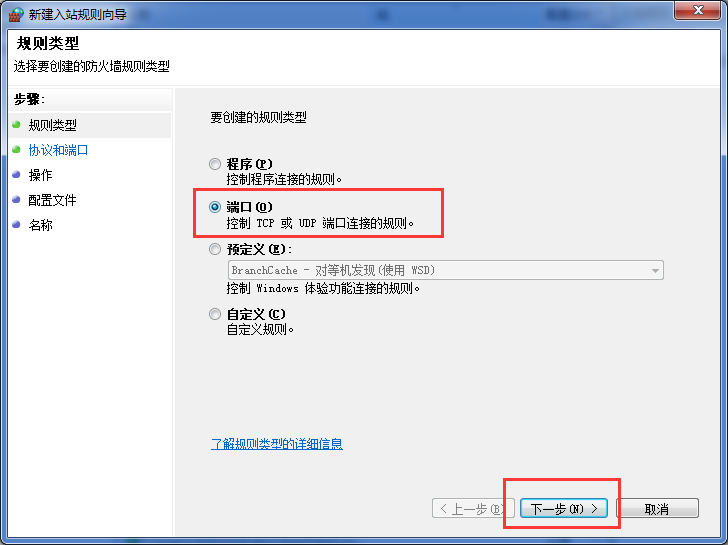 新建入站规则向导
规则类型
选择要创建的防火墙规则类型
步骤:
规则类型
协议和端口
操作
配置文件
名称
要创建的规则类型
程序(P)
控制程序连接的规则。
端口(O)
控制 TCP 或 UDP 端口连接的规则。
预定义(E):
BranchCache - 对等机发现(使用 WSD)
控制 Windows 体验功能连接的规则。
自定义(C)
自定义规则。
了解规则类型的详细信息
< 上一步(B)
下一步(N) >
取消